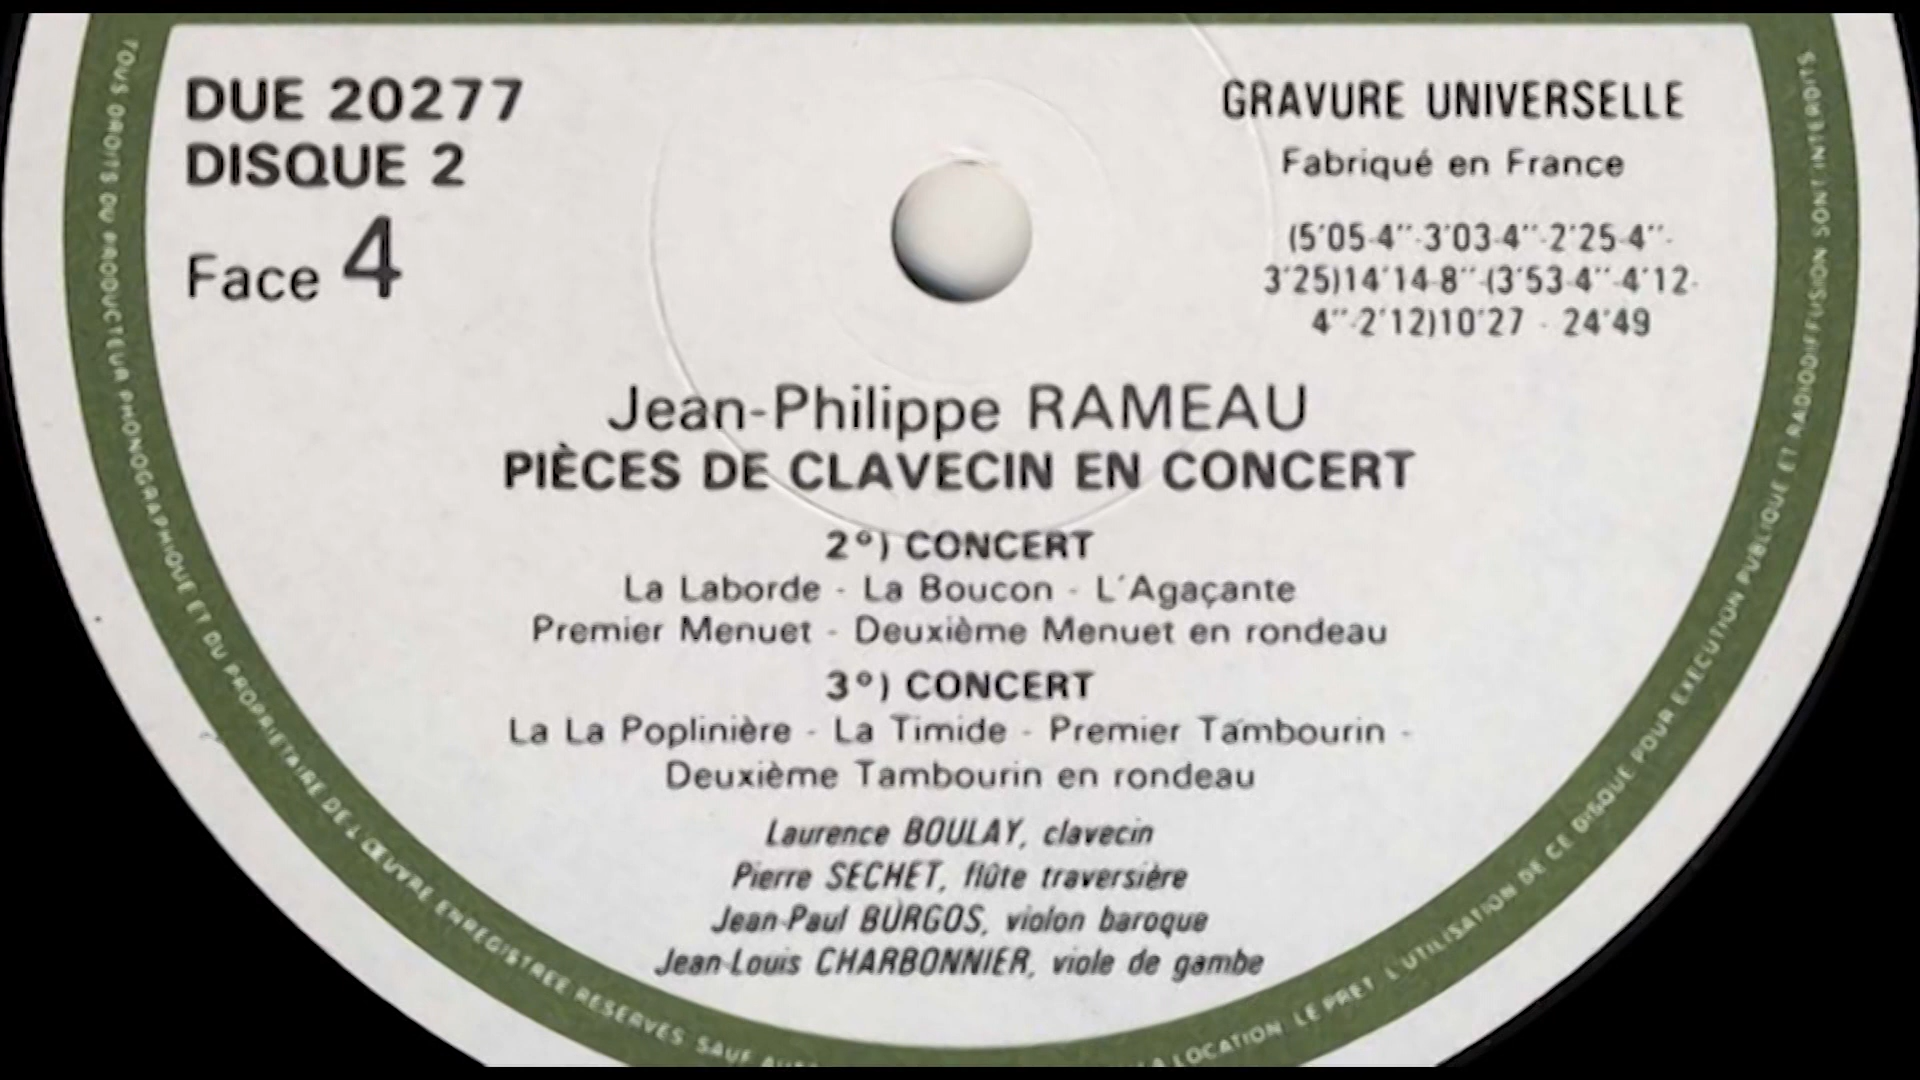 DUE 20277
DISQUE 2
Face 4
GRAVURE UNIVERSELLE
Fabriqué en France
(5'05-4''-3'03-4''-2'25-4''-
3'25)14'14-8''-(3'53-4''-4'12-
4''-2'12)10'27 - 24'49
Jean-Philippe RAMEAU
PIÈCES DE CLAVECIN EN CONCERT
2°) CONCERT
La Laborde - La Boucon - L'Agaçante
Premier Menuet - Deuxième Menuet en rondeau
3°) CONCERT
La La Poplinière - La Timide - Premier Tambourin -
Deuxième Tambourin en rondeau
Laurence BOULAY, clavecin
Pierre SECHET, flûte traversière
Jean-Paul BURGOS, violon baroque
Jean-Louis CHARBONNIER, viole de gambe
TOUS DROITS DU PRODUCTEUR PHONOGRAPHIQUE ET DU PROPRIETAIRE DE L'ŒUVRE ENREGISTREE RESERVES. SAUF
LA LOCATION. LE PRET. L'UTILISATION DE CE DISQUE POUR EXECUTION PUBLIQUE ET RADIODIFFUSION SONT INTERDITS